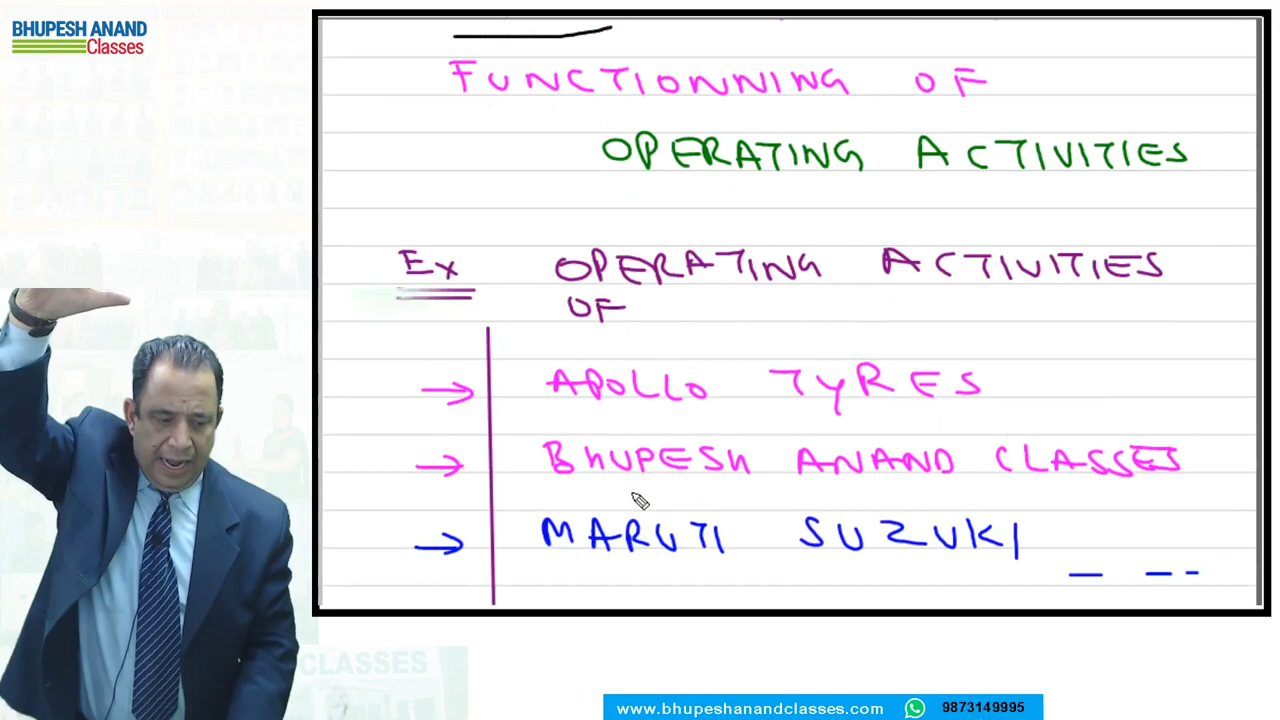 BHUPESH ANAND
Classes
FUNCTIONNING OF
OPERATING ACTIVITIES
Ex OPERATING ACTIVITIES
OF
→ APOLLO TYRES
→ BHUPESH ANAND CLASSES
→ MARUTI SUZUKI
CLASSES
www.bhupeshanandclasses.com 9873149995